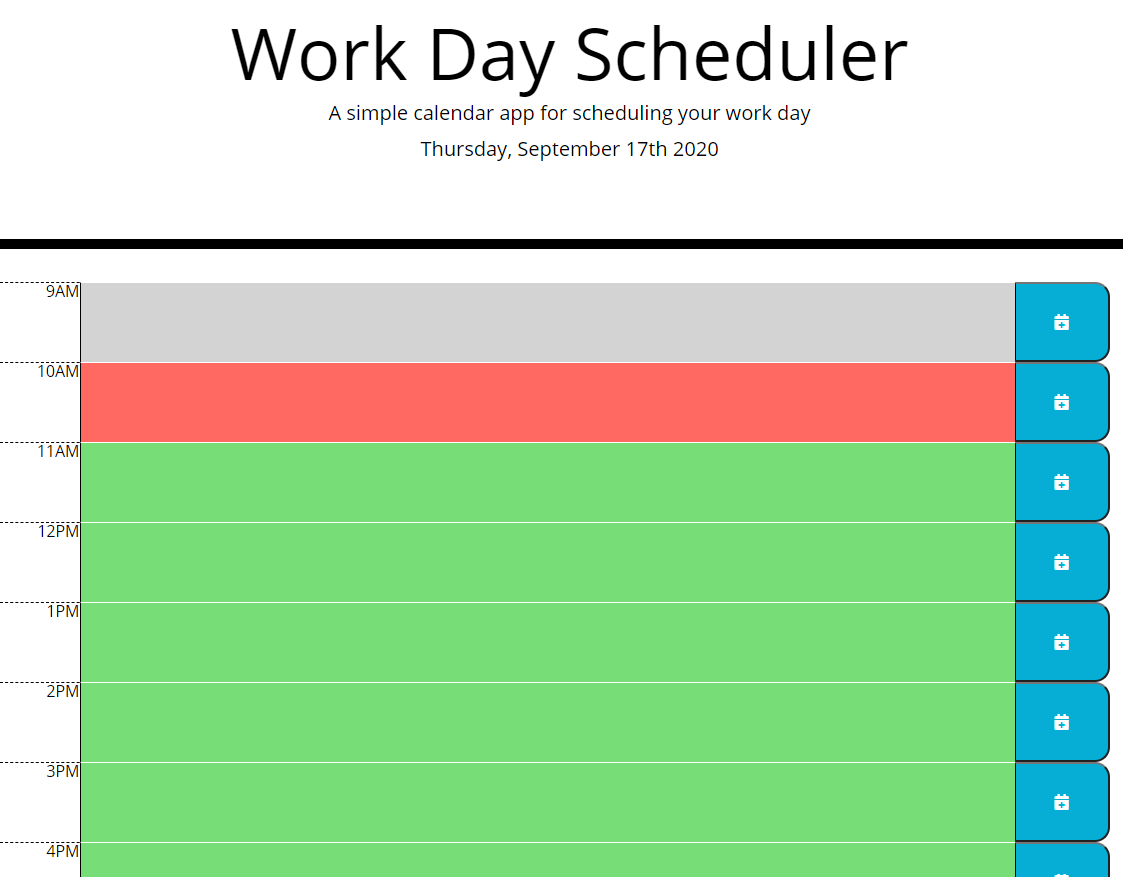 Work Day Scheduler
A simple calendar app for scheduling your work day
Thursday, September 17th 2020
9AM
10AM
11AM
12PM
1PM
2PM
3PM
4PM